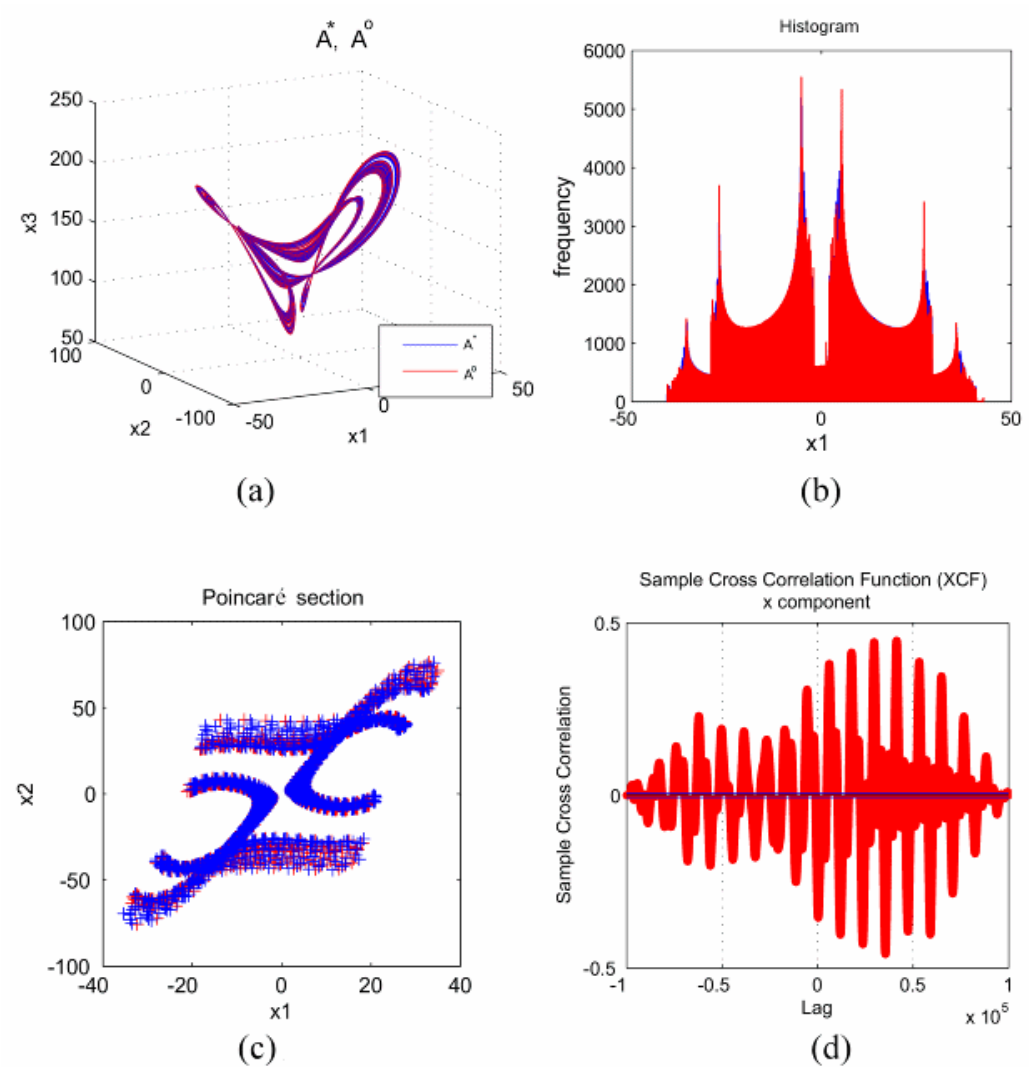 A*, Aº
250
200
150
100
50
x3
100
0
-100
x2
-50
0
50
x1
A*
Aº
(a)
Histogram
6000
5000
4000
3000
2000
1000
0
frequency
-50
0
50
x1
(b)
Poincaré section
100
50
0
-50
-100
x2
-40
-20
0
20
40
x1
(c)
Sample Cross Correlation Function (XCF)
x component
0.5
0
-0.5
Sample Cross Correlation
-1
-0.5
0
0.5
1
Lag
x 10⁵
(d)